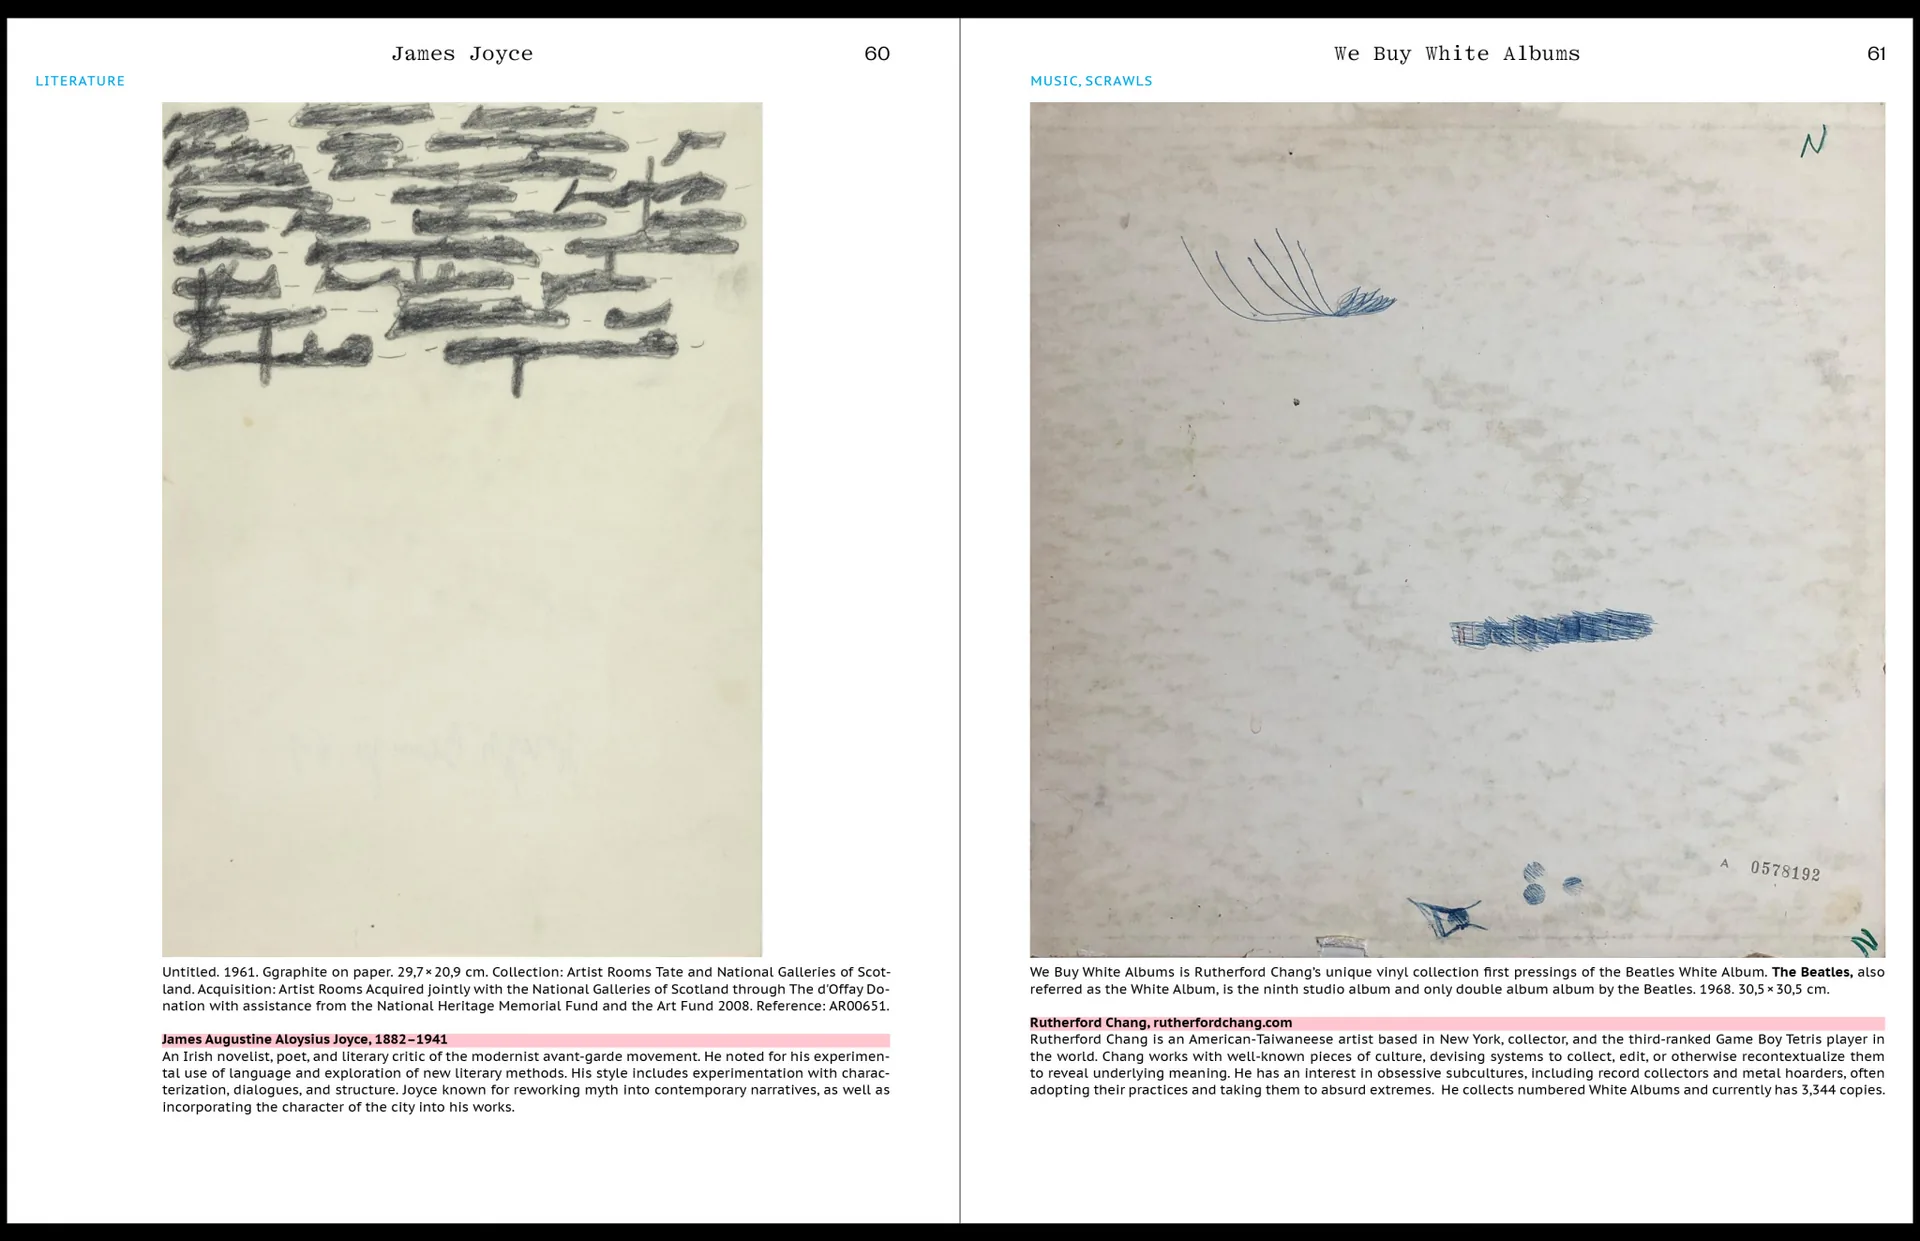 James Joyce
60
LITERATURE
Untitled. 1961. Ggraphite on paper. 29,7×20,9 cm. Collection: Artist Rooms Tate and National Galleries of Scot-
land. Acquisition: Artist Rooms Acquired jointly with the National Galleries of Scotland through The d'Offay Do-
nation with assistance from the National Heritage Memorial Fund and the Art Fund 2008. Reference: AR00651.
James Augustine Aloysius Joyce, 1882–1941
An Irish novelist, poet, and literary critic of the modernist avant-garde movement. He noted for his experimen-
tal use of language and exploration of new literary methods. His style includes experimentation with charac-
terization, dialogues, and structure. Joyce known for reworking myth into contemporary narratives, as well as
incorporating the character of the city into his works.
We Buy White Albums
61
MUSIC, SCRAWLS
N
A 0578192
N
We Buy White Albums is Rutherford Chang's unique vinyl collection first pressings of the Beatles White Album. The Beatles, also
referred as the White Album, is the ninth studio album and only double album album by the Beatles. 1968. 30,5×30,5 cm.
Rutherford Chang, rutherfordchang.com
Rutherford Chang is an American-Taiwaneese artist based in New York, collector, and the third-ranked Game Boy Tetris player in
the world. Chang works with well-known pieces of culture, devising systems to collect, edit, or otherwise recontextualize them
to reveal underlying meaning. He has an interest in obsessive subcultures, including record collectors and metal hoarders, often
adopting their practices and taking them to absurd extremes. He collects numbered White Albums and currently has 3,344 copies.